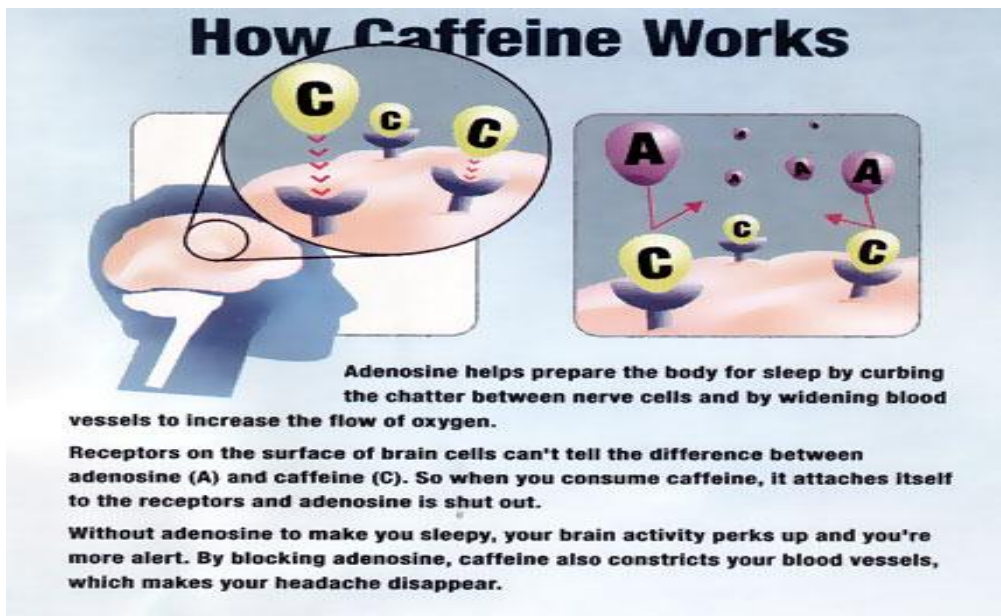 How Caffeine Works
C
C
C
A
A
A
A
C
C
C
Adenosine helps prepare the body for sleep by curbing
the chatter between nerve cells and by widening blood
vessels to increase the flow of oxygen.
Receptors on the surface of brain cells can't tell the difference between
adenosine (A) and caffeine (C). So when you consume caffeine, it attaches itself
to the receptors and adenosine is shut out.
Without adenosine to make you sleepy, your brain activity perks up and you're
more alert. By blocking adenosine, caffeine also constricts your blood vessels,
which makes your headache disappear.